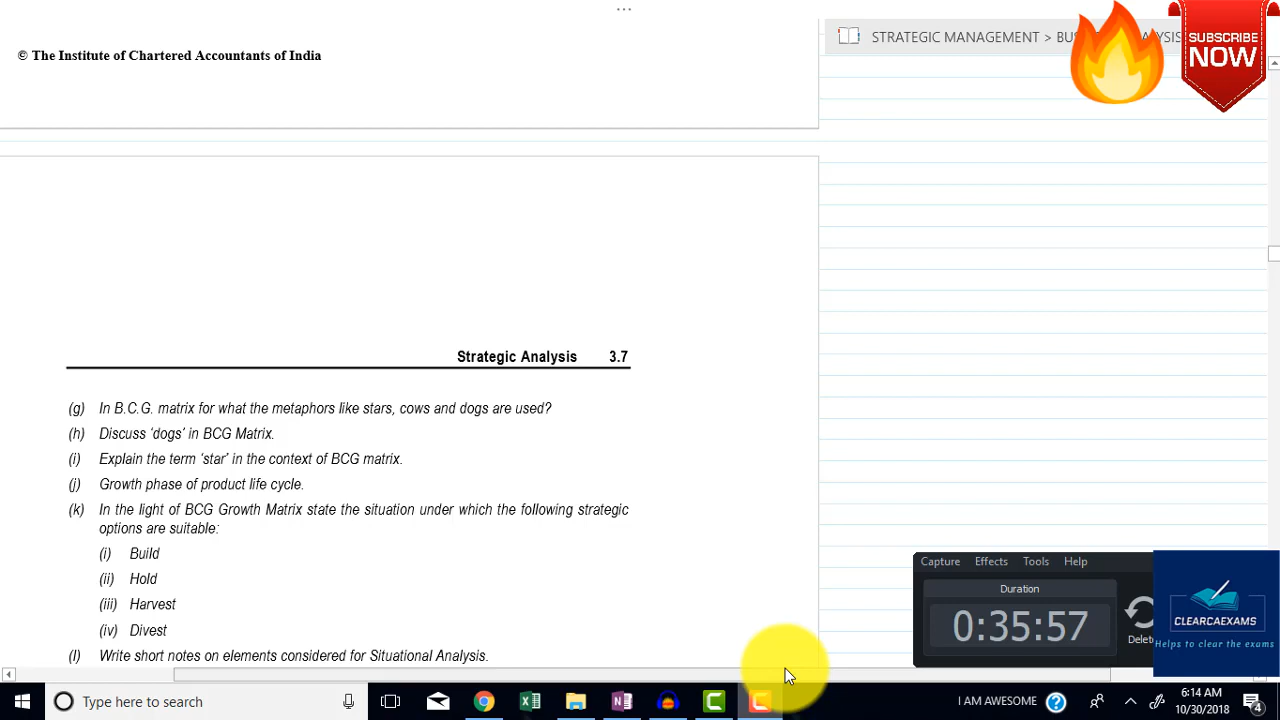 ...
© The Institute of Chartered Accountants of India
STRATEGIC MANAGEMENT >
SUBSCRIBE
NOW
Strategic Analysis 3.7
(g) In B.C.G. matrix for what the metaphors like stars, cows and dogs are used?
(h) Discuss ‘dogs’ in BCG Matrix.
(i) Explain the term ‘star’ in the context of BCG matrix.
(j) Growth phase of product life cycle.
(k) In the light of BCG Growth Matrix state the situation under which the following strategic
options are suitable:
(i) Build
(ii) Hold
(iii) Harvest
(iv) Divest
(l) Write short notes on elements considered for Situational Analysis.
Capture Effects Tools Help
Duration
0:35:57
Delete
CLEARCAEXAMS
Helps to clear the exams
Type here to search
I AM AWESOME
6:14 AM
10/30/2018
4